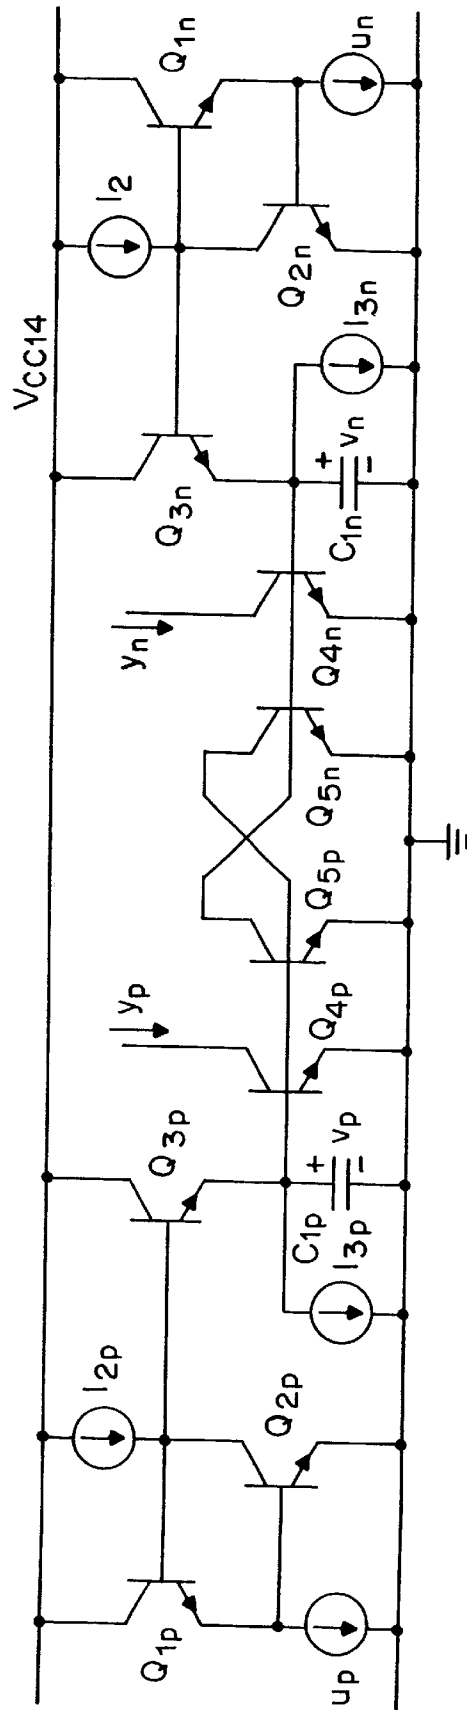 VCC14
I2p
Q3p
yp
yn
Q3n
I2
Q1n
Q1p
Q2p
C1p
+
vp
−
I3p
Q4p
Q5p
Q5n
Q4n
C1n
+
vn
−
I3n
Q2n
up
un